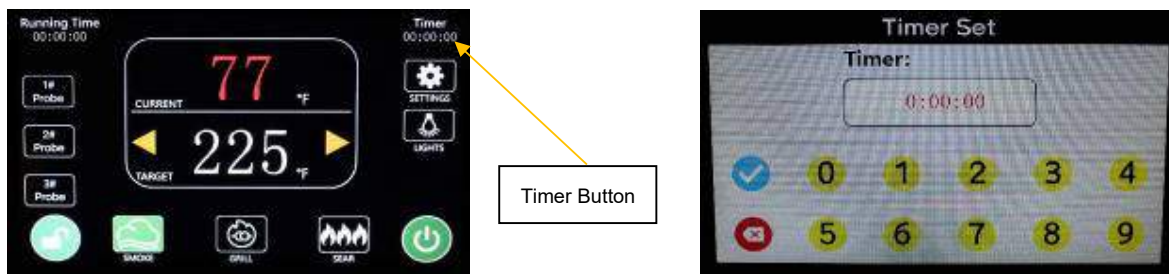 Running Time
00:00:00
Timer
00:00:00
1#
Probe
2#
Probe
3#
Probe
77 °F
CURRENT
225 °F
TARGET
SETTINGS
LIGHTS
SMOKE
GRILL
SEAR
Timer Button
Timer Set
Timer:
0:00:00
0 1 2 3 4
5 6 7 8 9